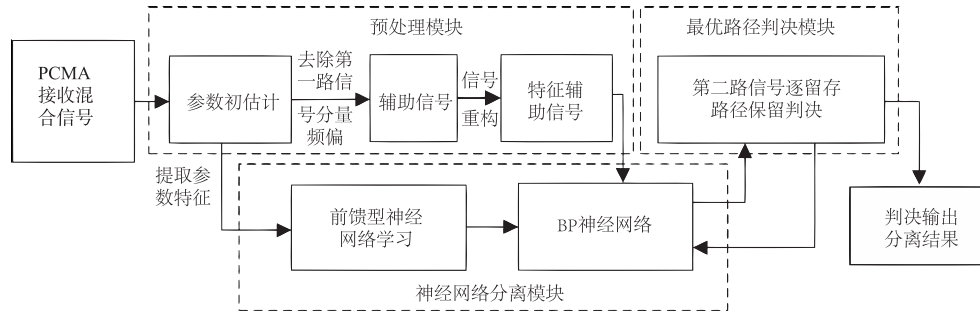 预处理模块
最优路径判决模块
PCMA
接收混
合信号
参数初估计
去除第
一路信
号分量
频偏
辅助信号
信号
重构
特征辅
助信号
第二路信号逐留存
路径保留判决
提取参
数特征
前馈型神经
网络学习
BP神经网络
判决输出
分离结果
神经网络分离模块